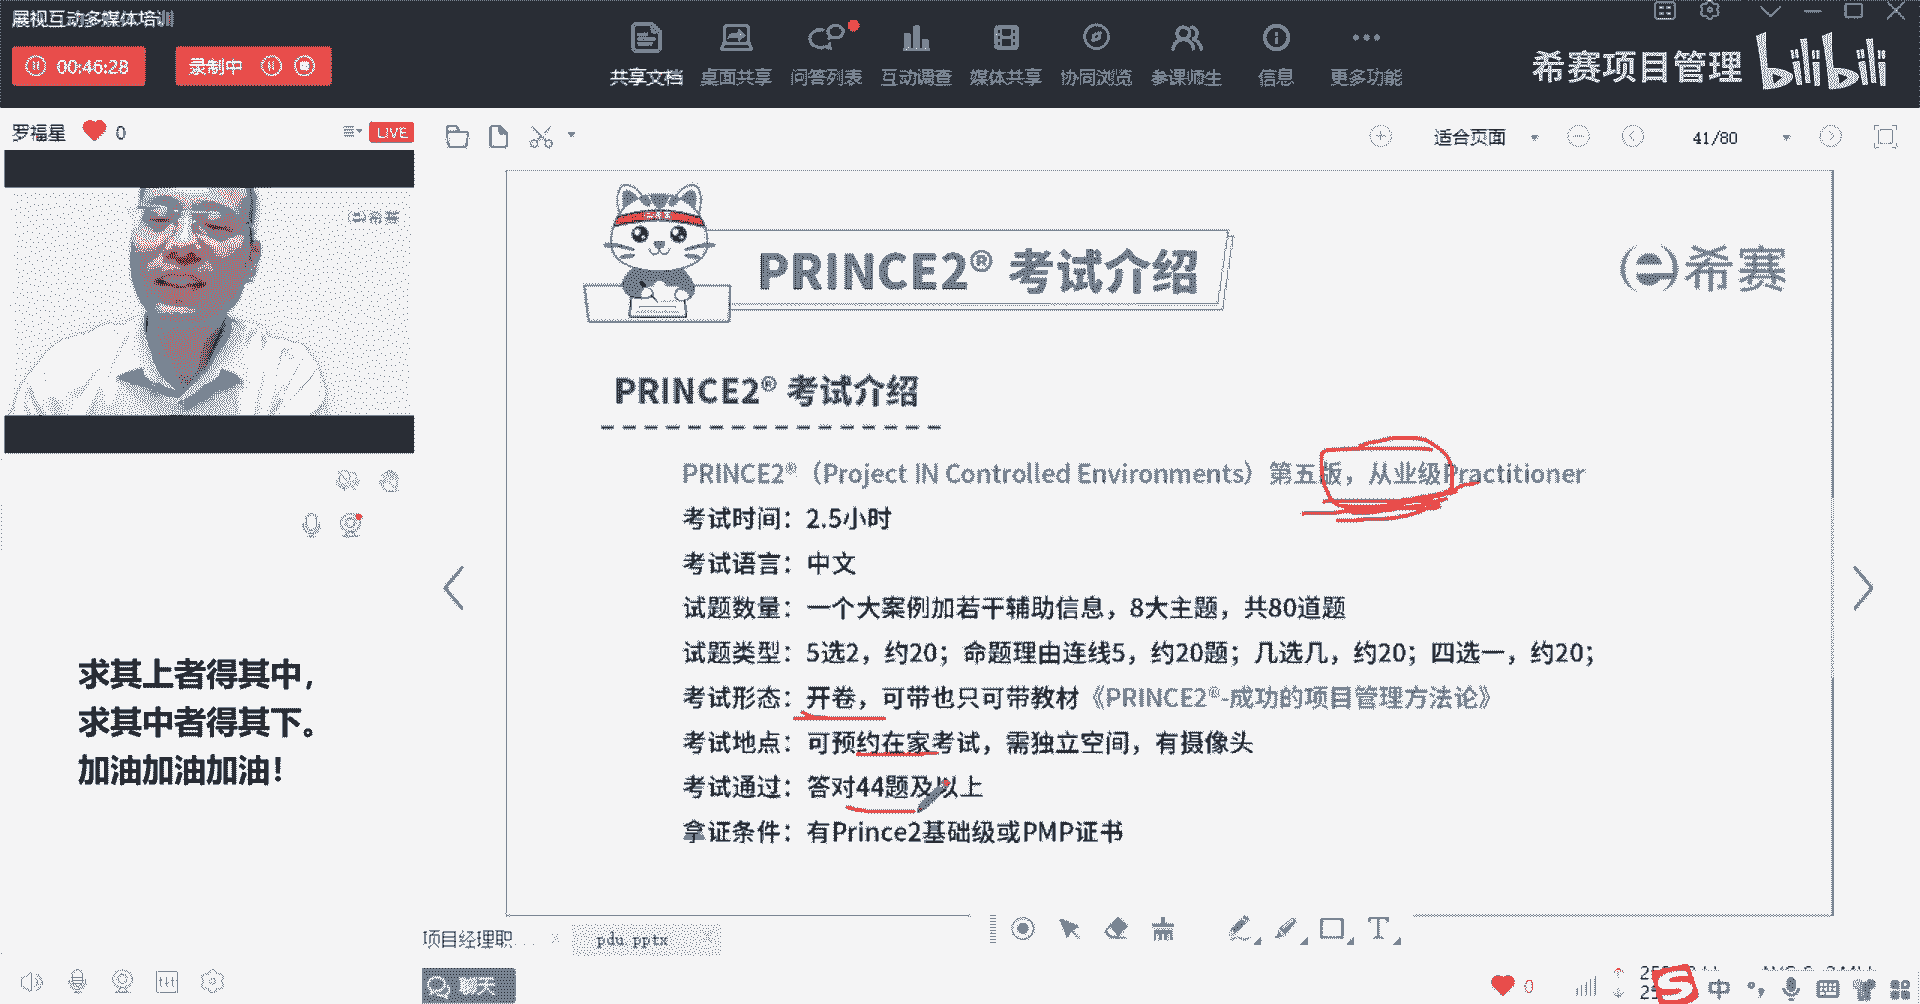 展视互动多媒体培训
00:46:28
录制中
共享文档 桌面共享 问答列表 互动调查 媒体共享 协同浏览 参课师生 信息 更多功能
希赛项目管理 bilibili
罗福星 0 LIVE
适合页面 41/80
希赛
PRINCE2® 考试介绍
希赛
PRINCE2® 考试介绍
PRINCE2®（Project IN Controlled Environments）第五版，从业级Practitioner
考试时间：2.5小时
考试语言：中文
试题数量：一个大案例加若干辅助信息，8大主题，共80道题
试题类型：5选2，约20；命题理由连线5，约20题；几选几，约20；四选一，约20；
考试形态：开卷，可带也只可带教材《PRINCE2®-成功的项目管理方法论》
考试地点：可预约在家考试，需独立空间，有摄像头
考试通过：答对44题及以上
拿证条件：有Prince2基础级或PMP证书
求其上者得其中，
求其中者得其下。
加油加油加油！
项目经理职... pdu.pptx
聊天
0
中